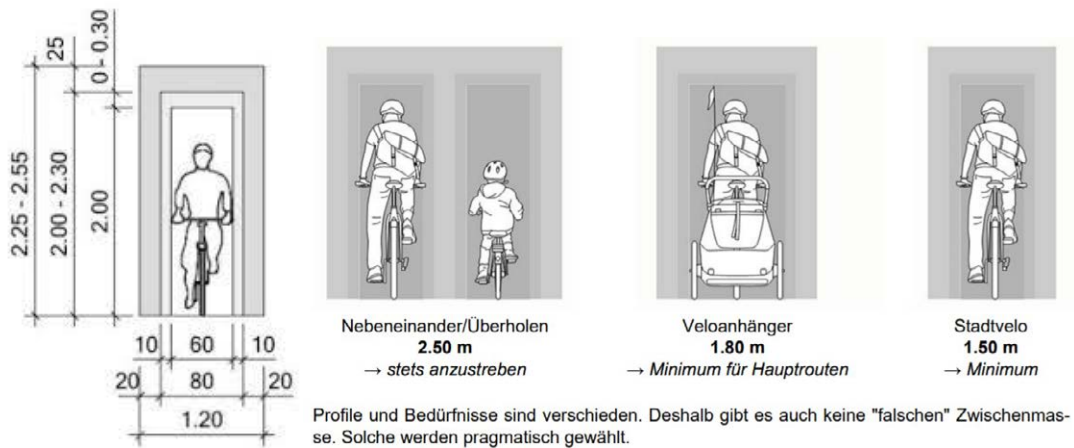 25
0 - 0.30
2.25 - 2.55
2.00 - 2.30
2.00
10 60 10
20 80 20
1.20
Nebeneinander/Überholen
2.50 m
→ stets anzustreben
Veloanhänger
1.80 m
→ Minimum für Hauptrouten
Stadtvelo
1.50 m
→ Minimum
Profile und Bedürfnisse sind verschieden. Deshalb gibt es auch keine "falschen" Zwischenmas-
se. Solche werden pragmatisch gewählt.